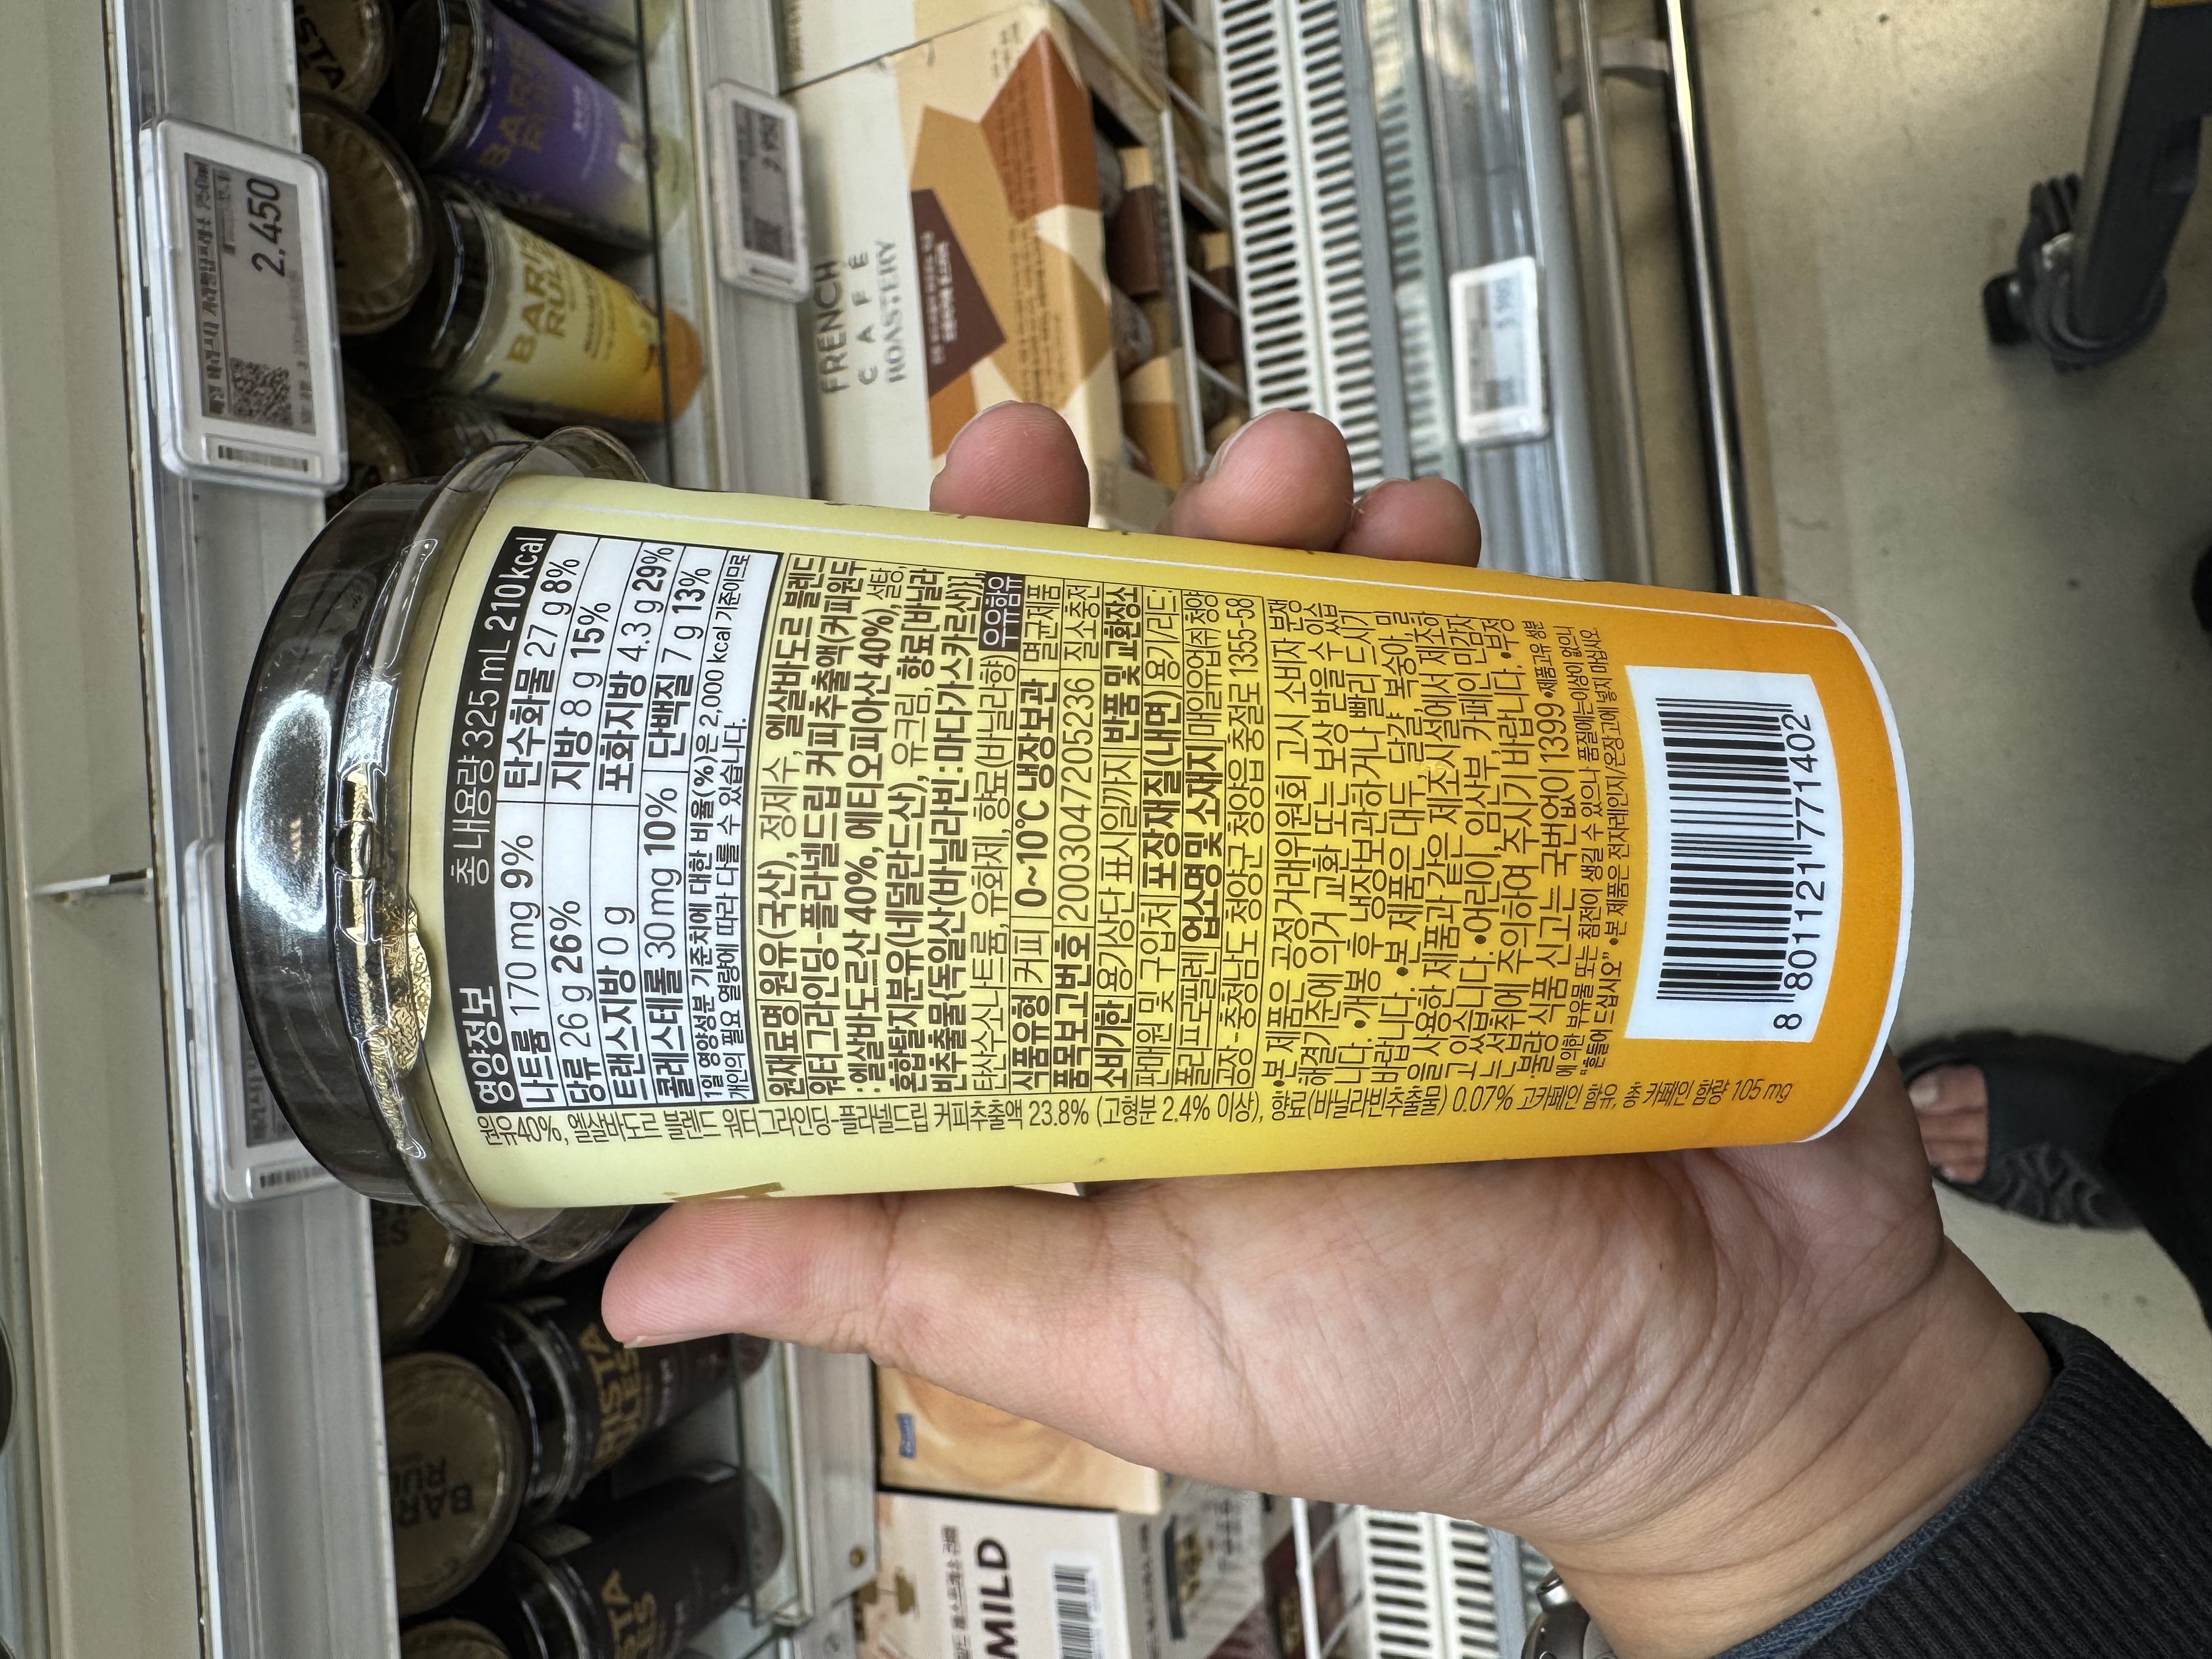 2.450
BARISTA
RULES
FRENCH
CAFÉ
ROASTERY
MILD
영양정보 총 내용량 325 mL 210 kcal
나트륨 170 mg 9% 탄수화물 27 g 8%
당류 26 g 26% 지방 8 g 15%
트랜스지방 0 g 포화지방 4.3 g 29%
콜레스테롤 30 mg 10% 단백질 7 g 13%
1일 영양성분 기준치에 대한 비율(%)은 2,000 kcal 기준이므로
개인의 필요 열량에 따라 다를 수 있습니다.
원재료명 원유(국산), 정제수, 엘살바도르 블렌드
워터그라인딩-플라넬드립 커피추출액(커피원두
:엘살바도르산 40%, 에티오피아산 40%), 설탕,
혼합탈지분유(네덜란드산), 유크림, 향료[바닐라
빈추출물{독일산(바닐라빈:마다가스카르산)}],
탄산수소나트륨, 유화제, 향료(바닐라향) 우유함유
식품유형 커피 0~10℃ 냉장보관 멸균제품
품목보고번호 2003047205236 질소충전
소비기한 용기상단 표시일까지 반품 및 교환장소
판매원 및 구입처 포장재질(내면) 용기/리드:
폴리프로필렌 업소명 및 소재지 매일유업(주) 청양
공장-충청남도 청양군 청양읍 충절로 1355-58
•본 제품은 공정거래위원회 고시 소비자 분쟁
해결기준에 의거 교환 또는 보상 받을 수 있습
니다. •개봉 후 냉장보관하거나 빨리 드시기
바랍니다. •본 제품은 대두, 달걀, 복숭아, 밀
을 사용한 제품과 같은 제조시설에서 제조하
고 있습니다. •어린이, 임산부, 카페인 민감자
는 섭취에 주의하여 주시기 바랍니다. •부정
·불량 식품 신고는 국번없이 1399 •제품고유 성분
에 의한 부유물 또는 침전이 생길 수 있으나 품질에는 이상이 없으니
"흔들어 드십시오" •본 제품은 전자레인지/온장고에 넣지 마십시오
8 801121 771402
원유 40%, 엘살바도르 블렌드 워터그라인딩-플라넬드립 커피추출액 23.8% (고형분 2.4% 이상), 향료(바닐라빈추출물) 0.07% 고카페인 함유, 총 카페인 함량 105 mg